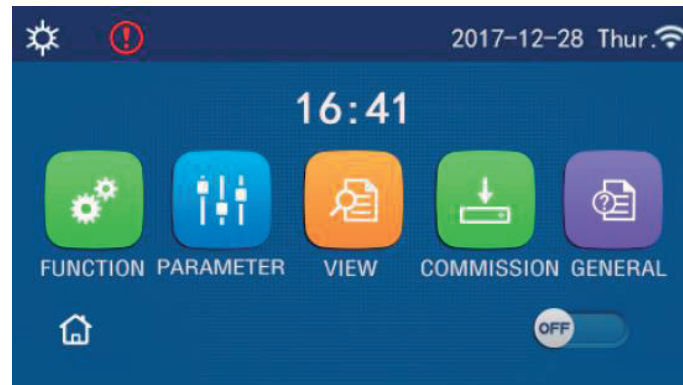 2017-12-28 Thur.
16:41
FUNCTION PARAMETER VIEW COMMISSION GENERAL
OFF